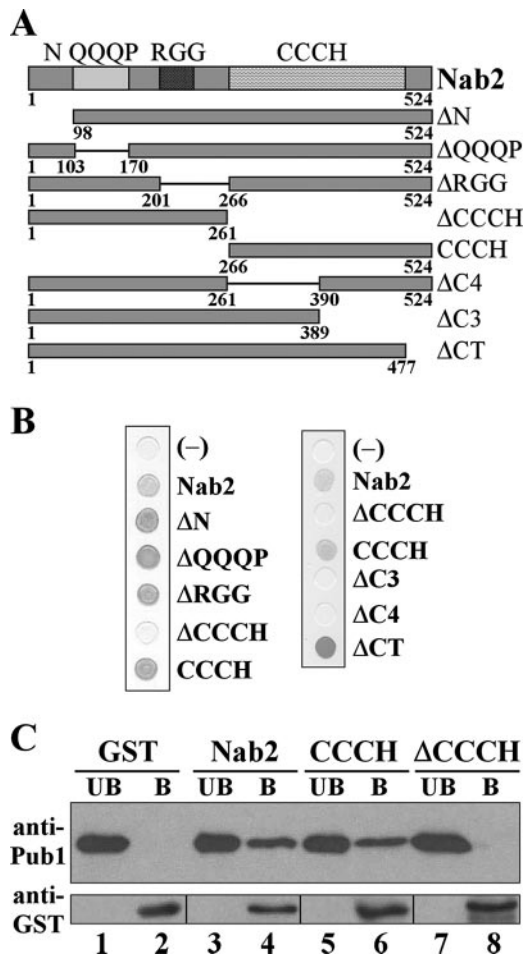 A
N QQQP RGG CCCH
Nab2
1 524
ΔN
98 524
ΔQQQP
1 103 170 524
ΔRGG
1 201 266 524
ΔCCCH
1 261
CCCH
266 524
ΔC4
1 261 390 524
ΔC3
1 389
ΔCT
1 477
B
(–)
Nab2
ΔN
ΔQQQP
ΔRGG
ΔCCCH
CCCH
(–)
Nab2
ΔCCCH
CCCH
ΔC3
ΔC4
ΔCT
C
GST Nab2 CCCH ΔCCCH
UB B UB B UB B UB B
anti-
Pub1
anti-
GST
1 2 3 4 5 6 7 8